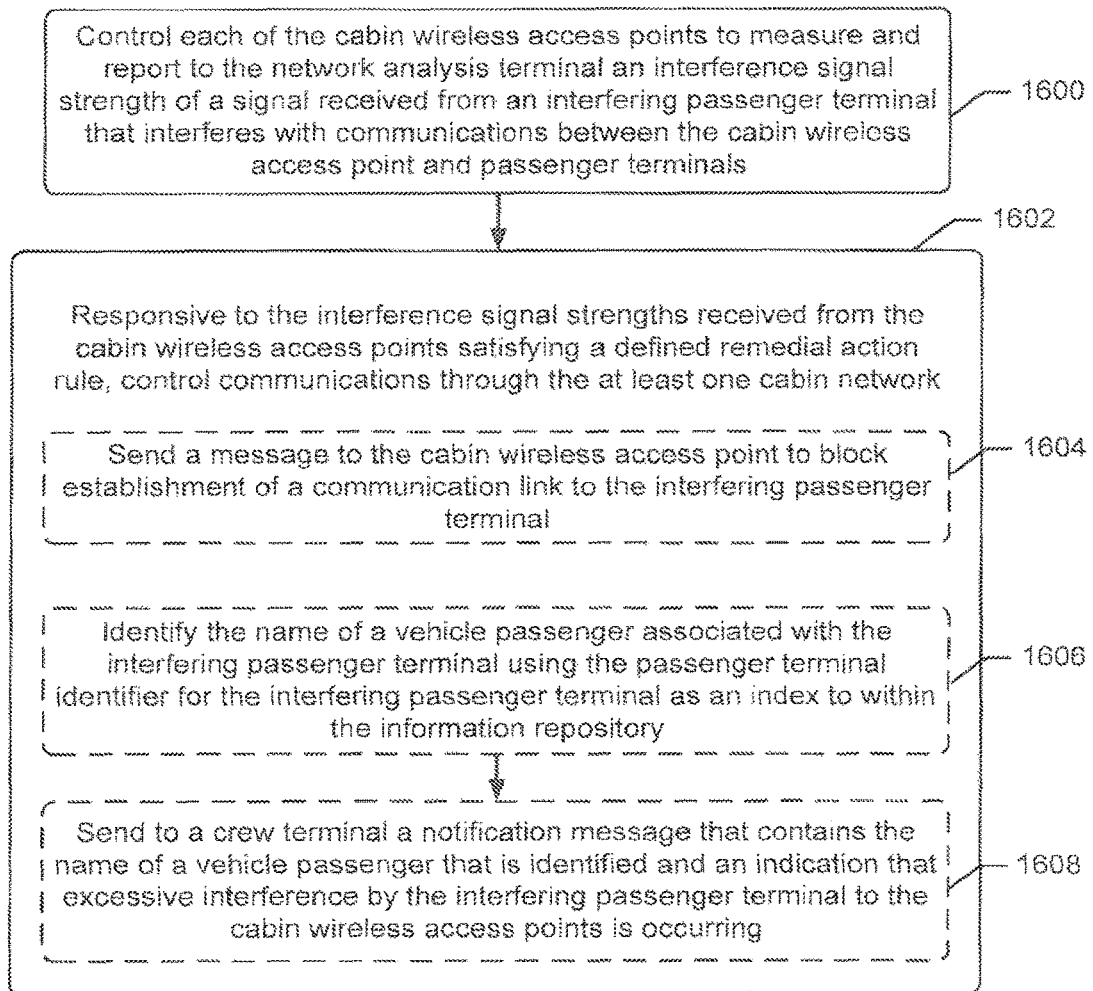 Control each of the cabin wireless access points to measure and
report to the network analysis terminal an interference signal
strength of a signal received from an interfering passenger terminal
that interferes with communications between the cabin wireless
access point and passenger terminals
1600
1602
Responsive to the interference signal strengths received from the
cabin wireless access points satisfying a defined remedial action
rule, control communications through the at least one cabin network
Send a message to the cabin wireless access point to block
establishment of a communication link to the interfering passenger
terminal
1604
Identify the name of a vehicle passenger associated with the
interfering passenger terminal using the passenger terminal
identifier for the interfering passenger terminal as an index to within
the information repository
1606
Send to a crew terminal a notification message that contains the
name of a vehicle passenger that is identified and an indication that
excessive interference by the interfering passenger terminal to the
cabin wireless access points is occurring
1608